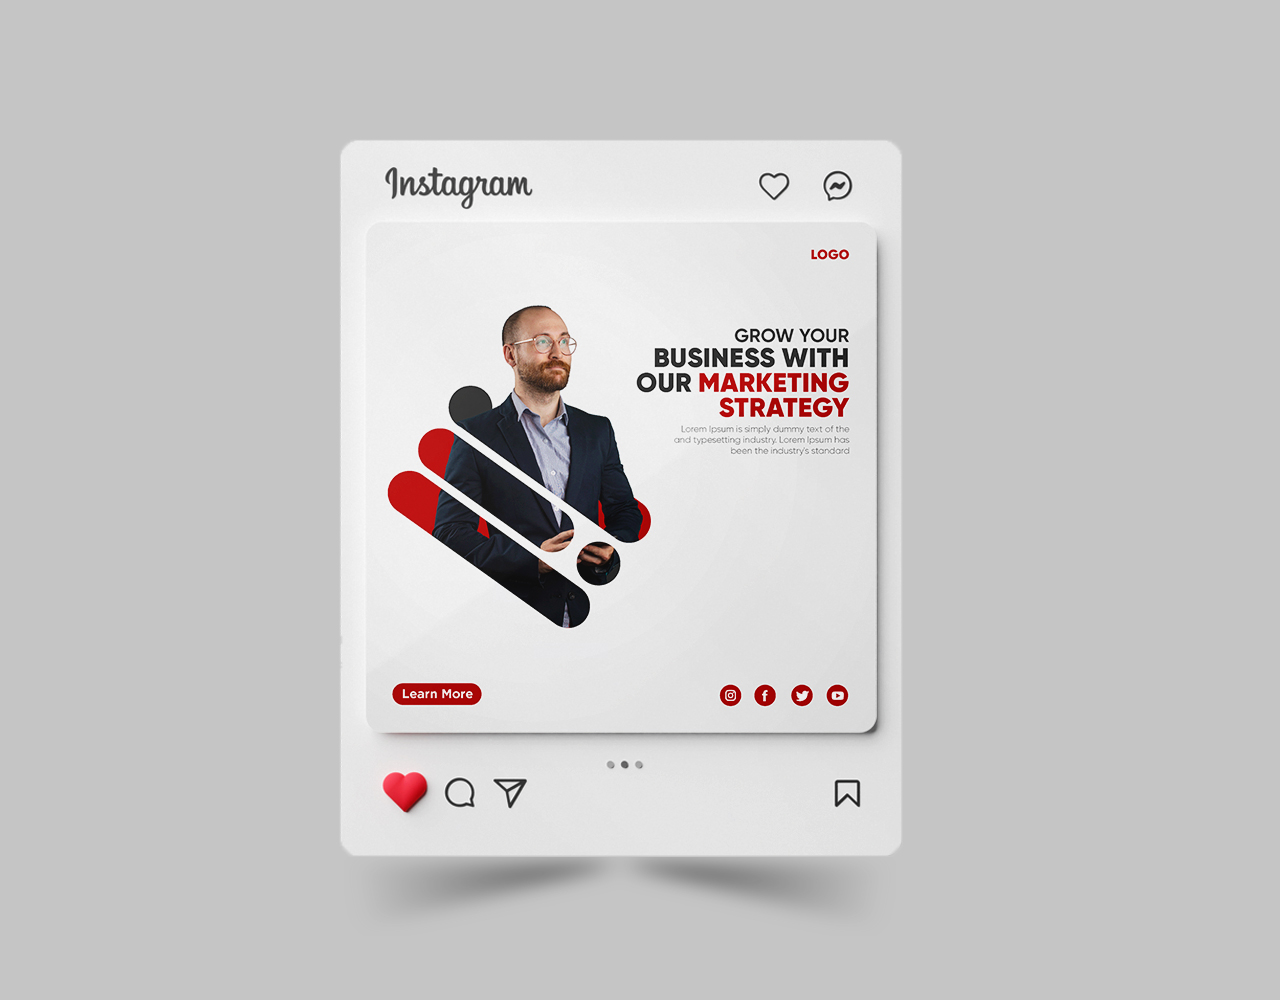 Instagram
LOGO
GROW YOUR
BUSINESS WITH
OUR MARKETING
STRATEGY
Lorem Ipsum is simply dummy text of the
and typesetting industry. Lorem Ipsum has
been the industry's standard
Learn More